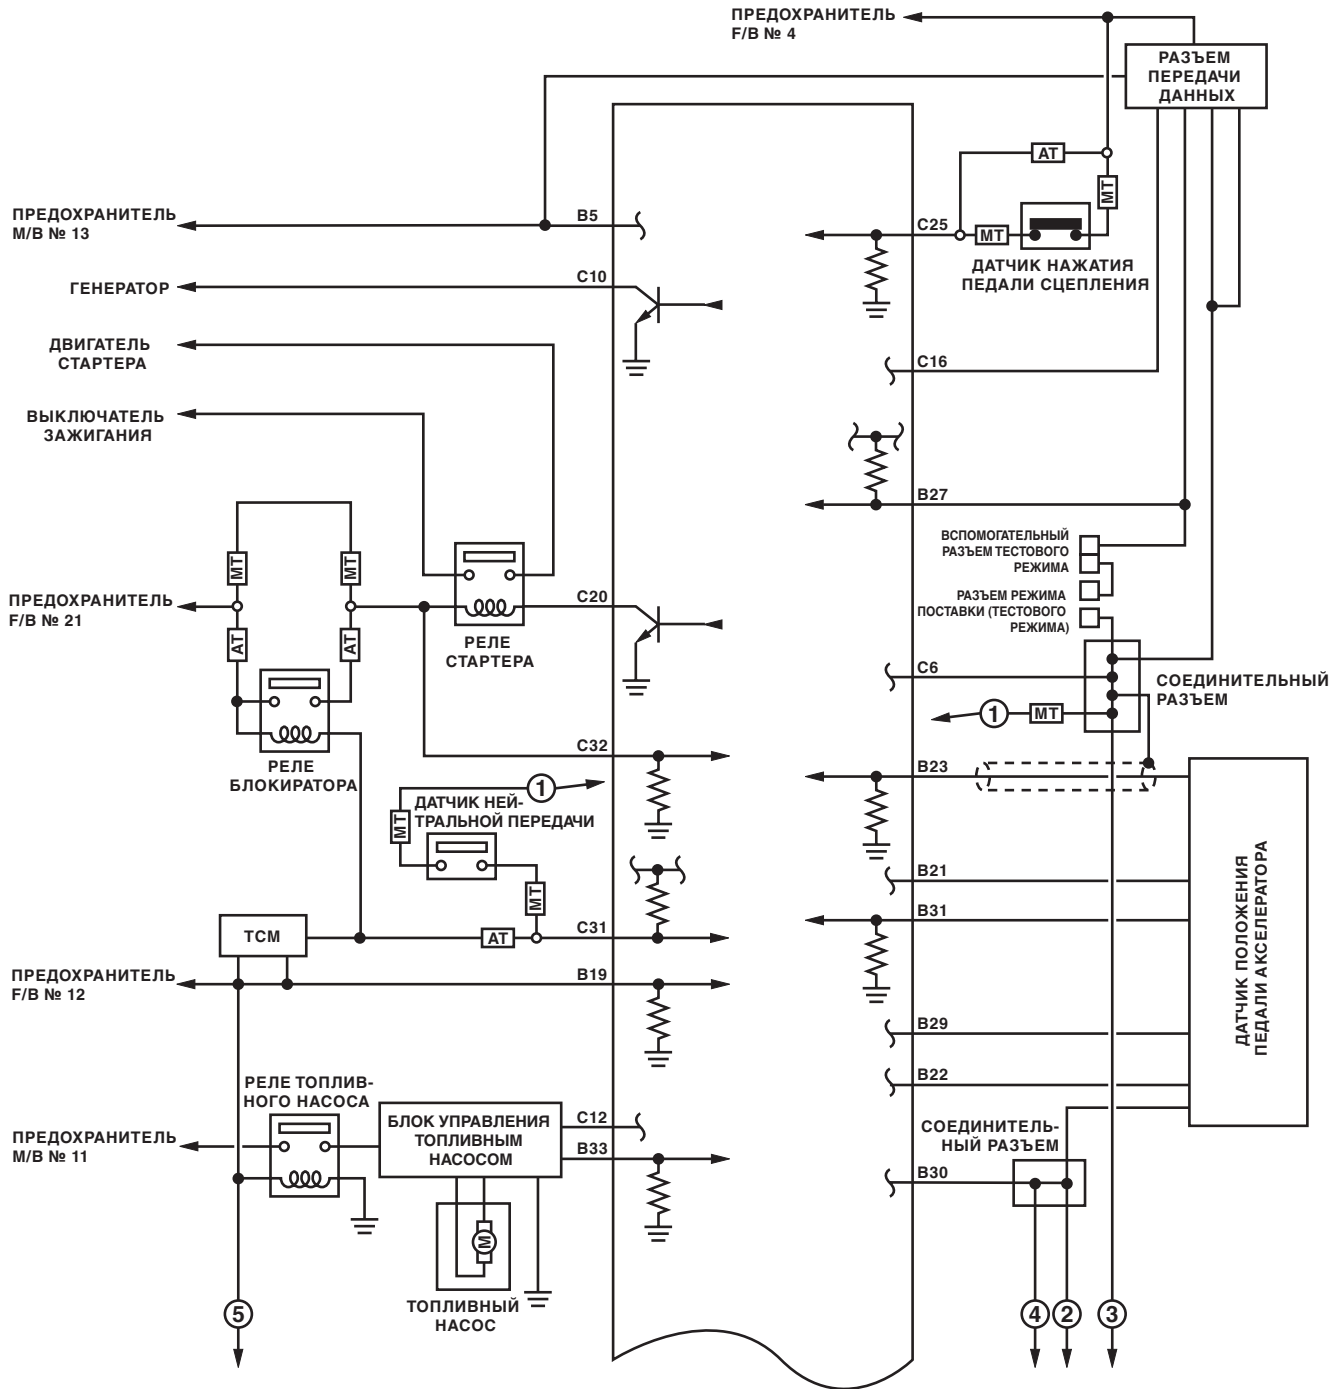 ПРЕДОХРАНИТЕЛЬ
F/B № 4
РАЗЪЕМ
ПЕРЕДАЧИ
ДАННЫХ
AT
MT
ПРЕДОХРАНИТЕЛЬ
M/B № 13
B5
C25
MT
ДАТЧИК НАЖАТИЯ
ПЕДАЛИ СЦЕПЛЕНИЯ
ГЕНЕРАТОР
C10
ДВИГАТЕЛЬ
СТАРТЕРА
C16
ВЫКЛЮЧАТЕЛЬ
ЗАЖИГАНИЯ
B27
ВСПОМОГАТЕЛЬНЫЙ
РАЗЪЕМ ТЕСТОВОГО
РЕЖИМА
MT
MT
ПРЕДОХРАНИТЕЛЬ
F/B № 21
C20
РАЗЪЕМ РЕЖИМА
ПОСТАВКИ (ТЕСТОВОГО
РЕЖИМА)
AT
AT
РЕЛЕ
СТАРТЕРА
C6
СОЕДИНИТЕЛЬНЫЙ
РАЗЪЕМ
1
MT
РЕЛЕ
БЛОКИРАТОРА
C32
B23
1
ДАТЧИК НЕЙ-
ТРАЛЬНОЙ ПЕРЕДАЧИ
MT
MT
B21
ДАТЧИК ПОЛОЖЕНИЯ
ПЕДАЛИ АКСЕЛЕРАТОРА
TCM
AT
C31
B31
ПРЕДОХРАНИТЕЛЬ
F/B № 12
B19
B29
B22
РЕЛЕ ТОПЛИВ-
НОГО НАСОСА
ПРЕДОХРАНИТЕЛЬ
M/B № 11
БЛОК УПРАВЛЕНИЯ
ТОПЛИВНЫМ
НАСОСОМ
C12
B33
СОЕДИНИТЕЛЬ-
НЫЙ РАЗЪЕМ
B30
M
ТОПЛИВНЫЙ
НАСОС
5
4
2
3